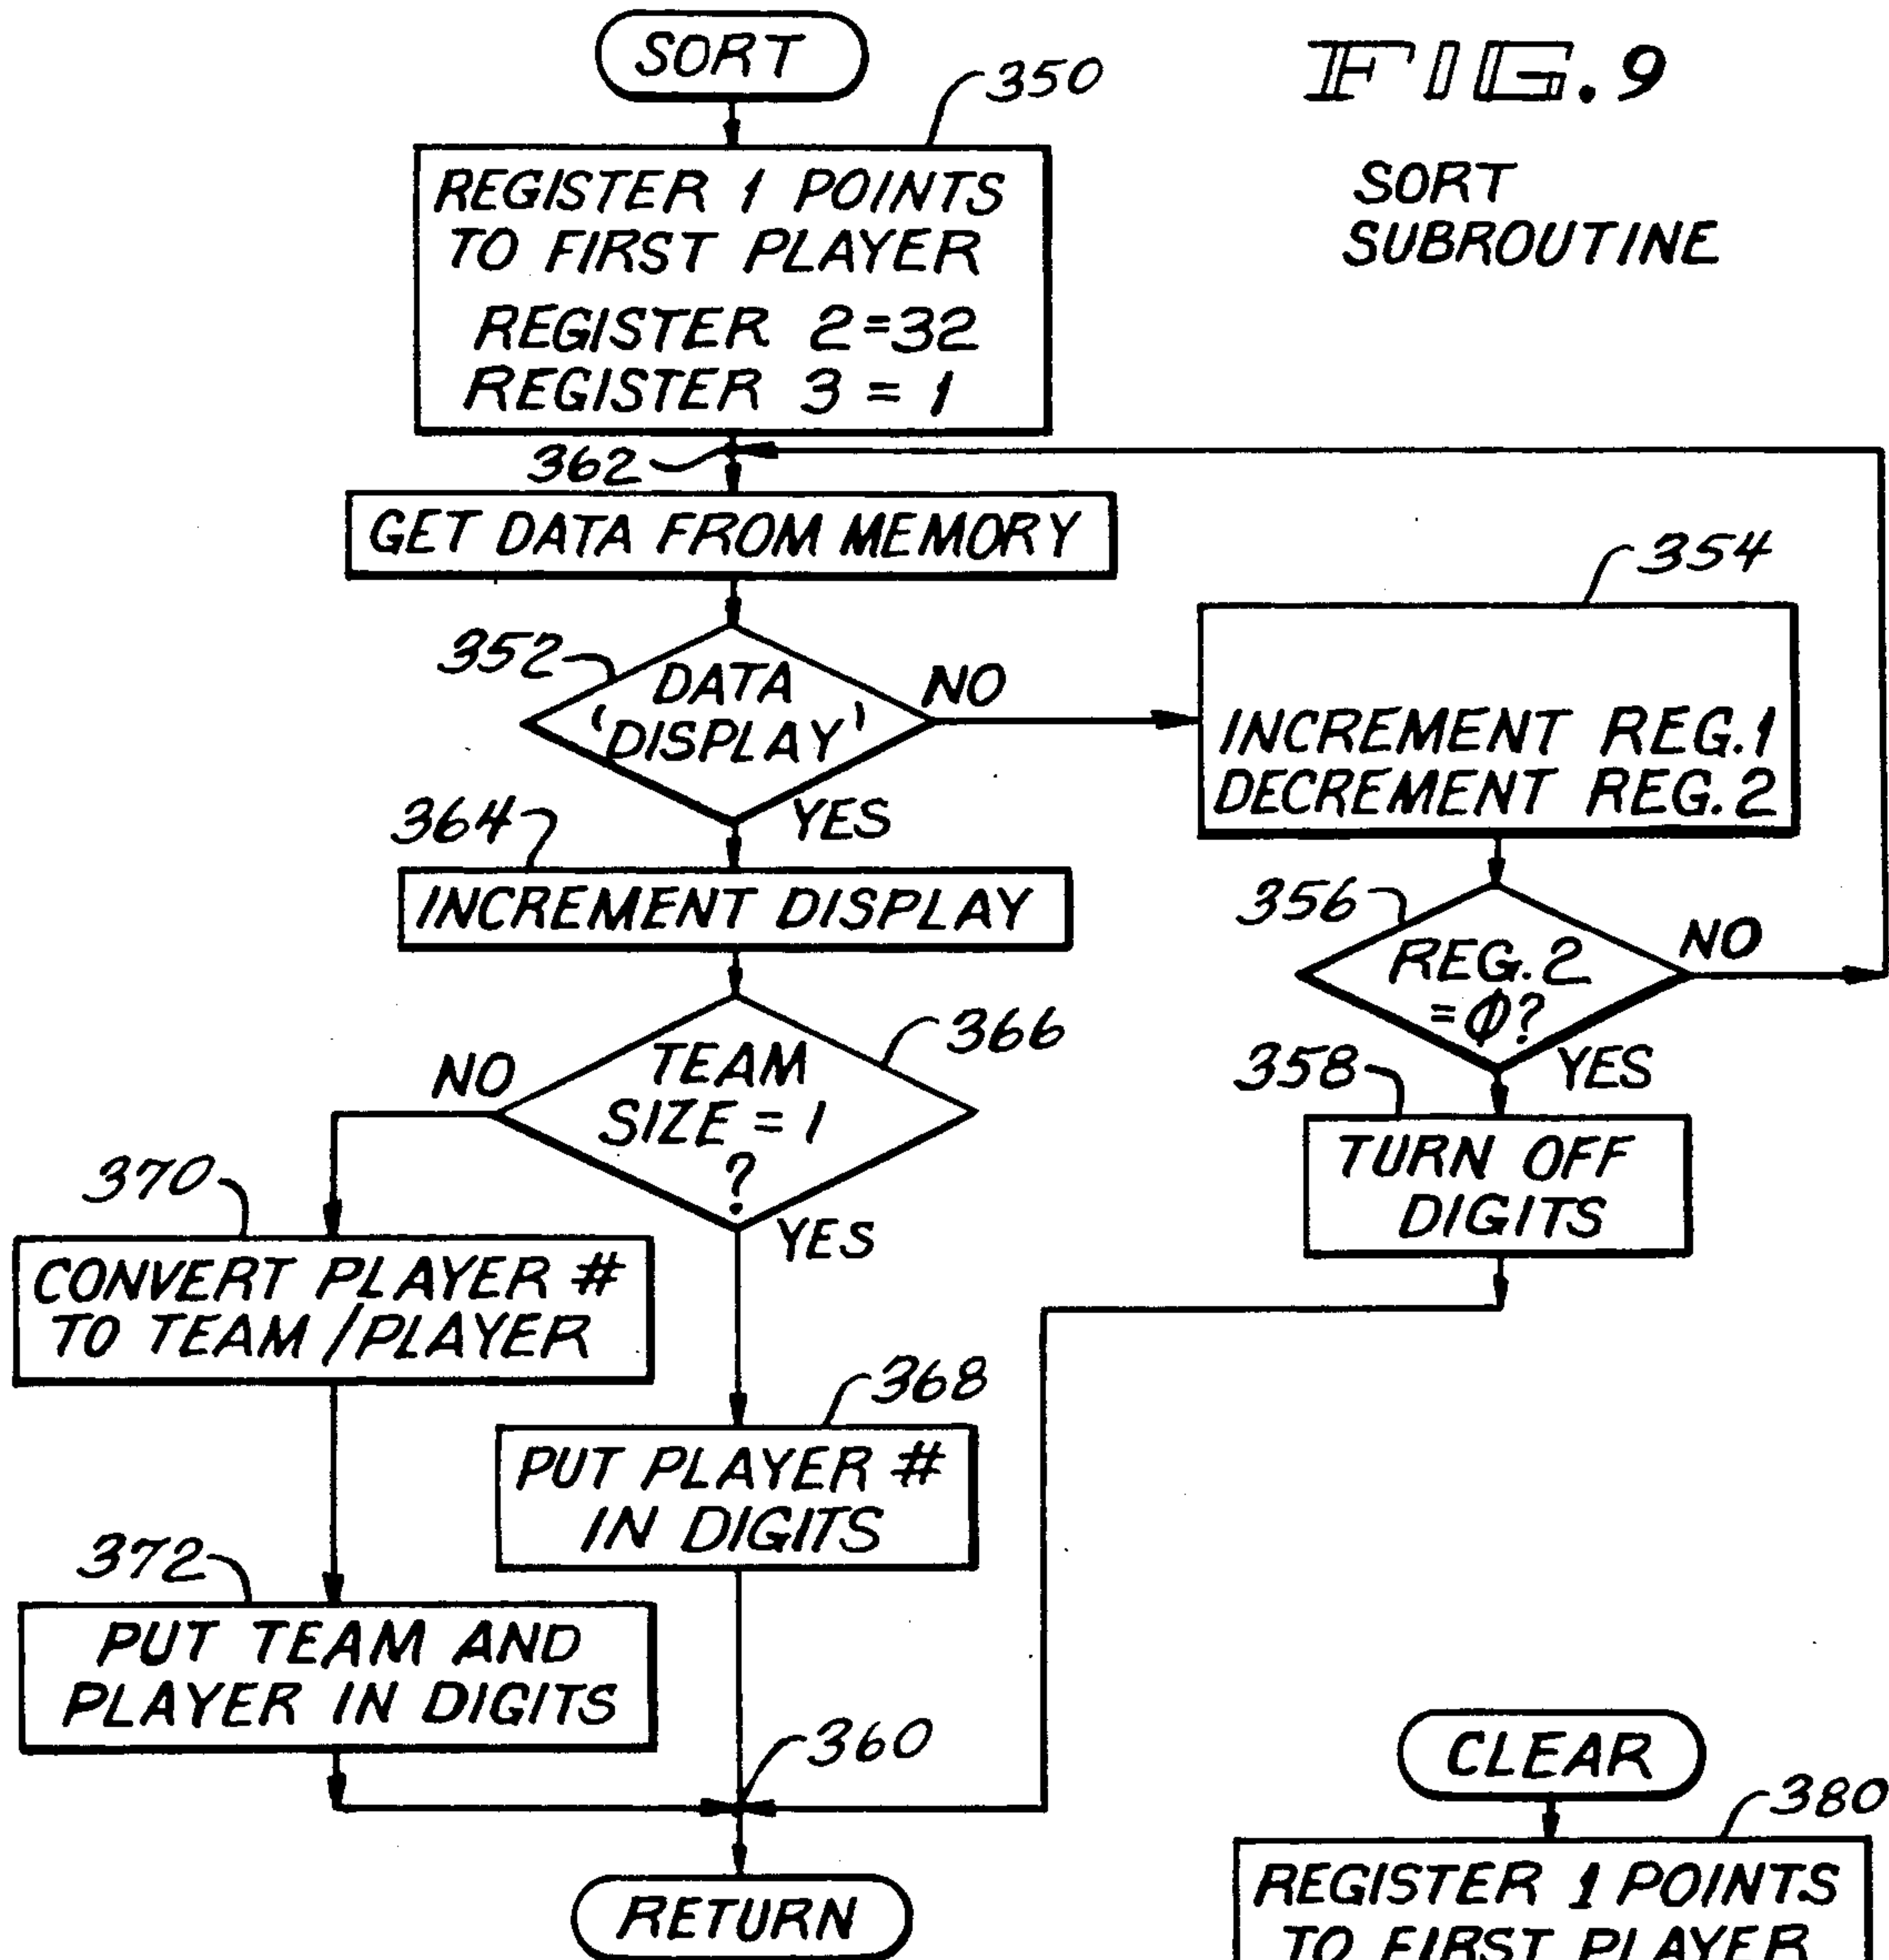 SORT
FIG. 9
350
SORT
SUBROUTINE
REGISTER 1 POINTS
TO FIRST PLAYER
REGISTER 2=32
REGISTER 3 = 1
362
GET DATA FROM MEMORY
354
352
DATA
'DISPLAY'
NO
INCREMENT REG.1
DECREMENT REG.2
YES
364
INCREMENT DISPLAY
356
REG.2
=∅?
NO
366
NO
TEAM
SIZE = 1
?
358
YES
TURN OFF
DIGITS
370
YES
CONVERT PLAYER #
TO TEAM/PLAYER
368
PUT PLAYER #
IN DIGITS
372
PUT TEAM AND
PLAYER IN DIGITS
360
CLEAR
380
RETURN
REGISTER 1 POINTS
TO FIRST PLAYER